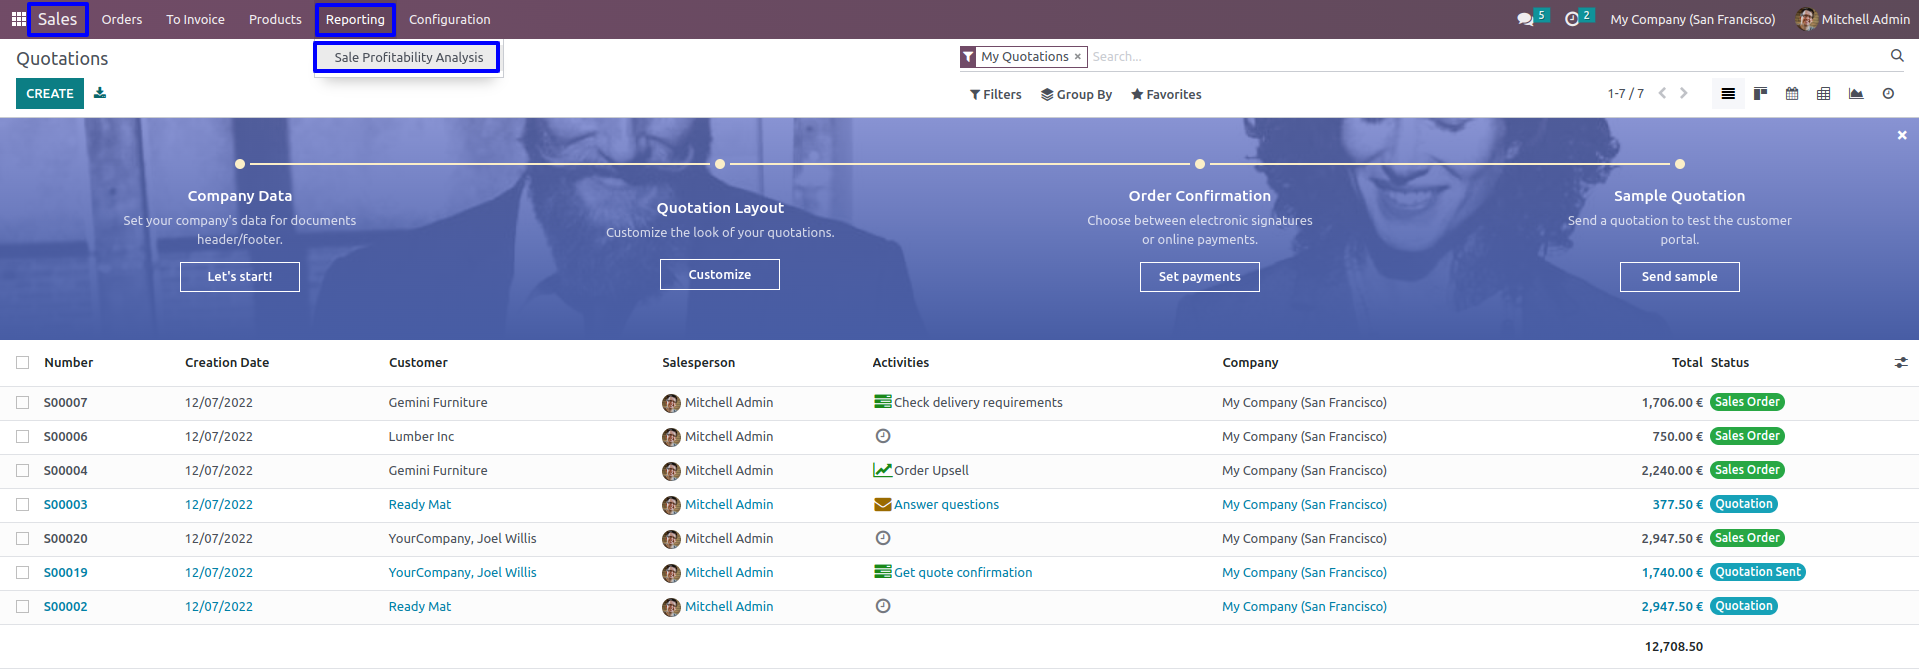 Sales Orders To Invoice Products Reporting Configuration 5 2 My Company (San Francisco) Mitchell Admin
Quotations Sale Profitability Analysis My Quotations × Search...
CREATE Filters Group By Favorites 1-7 / 7
Company Data
Set your company's data for documents
header/footer.
Let's start!
Quotation Layout
Customize the look of your quotations.
Customize
Order Confirmation
Choose between electronic signatures
or online payments.
Set payments
Sample Quotation
Send a quotation to test the customer
portal.
Send sample
Number Creation Date Customer Salesperson Activities Company Total Status
S00007 12/07/2022 Gemini Furniture Mitchell Admin Check delivery requirements My Company (San Francisco) 1,706.00 € Sales Order
S00006 12/07/2022 Lumber Inc Mitchell Admin My Company (San Francisco) 750.00 € Sales Order
S00004 12/07/2022 Gemini Furniture Mitchell Admin Order Upsell My Company (San Francisco) 2,240.00 € Sales Order
S00003 12/07/2022 Ready Mat Mitchell Admin Answer questions My Company (San Francisco) 377.50 € Quotation
S00020 12/07/2022 YourCompany, Joel Willis Mitchell Admin My Company (San Francisco) 2,947.50 € Sales Order
S00019 12/07/2022 YourCompany, Joel Willis Mitchell Admin Get quote confirmation My Company (San Francisco) 1,740.00 € Quotation Sent
S00002 12/07/2022 Ready Mat Mitchell Admin My Company (San Francisco) 2,947.50 € Quotation
12,708.50